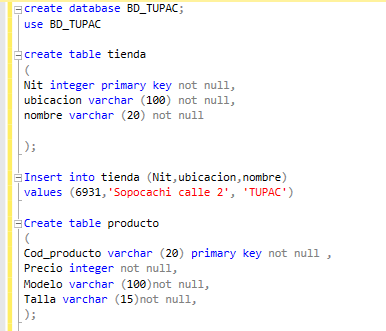 create database BD_TUPAC;
use BD_TUPAC
create table tienda
(
Nit integer primary key not null,
ubicacion varchar (100) not null,
nombre varchar (20) not null
);
Insert into tienda (Nit,ubicacion,nombre)
values (6931,'Sopocachi calle 2', 'TUPAC')
Create table producto
(
Cod_producto varchar (20) primary key not null ,
Precio integer not null,
Modelo varchar (100)not null,
Talla varchar (15)not null,
);